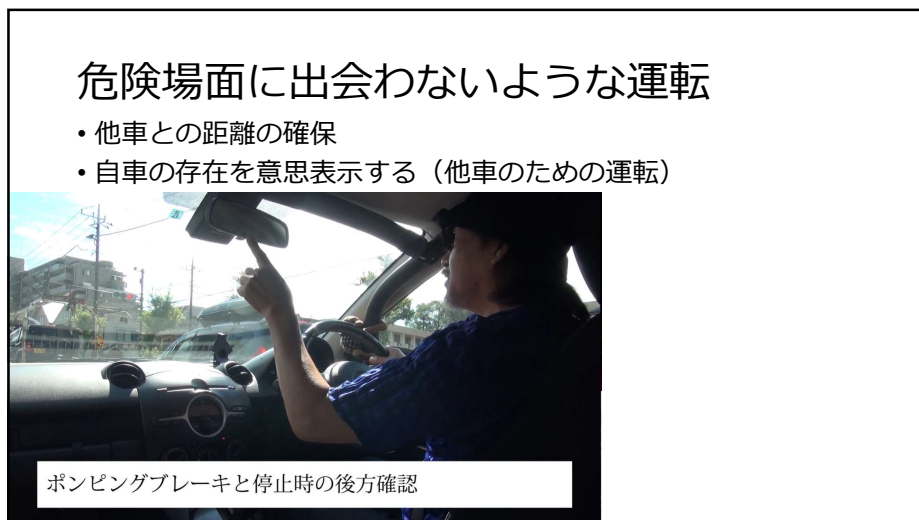 危険場面に出会わないような運転
• 他車との距離の確保
• 自車の存在を意思表示する（他車のための運転）
ポンピングブレーキと停止時の後方確認